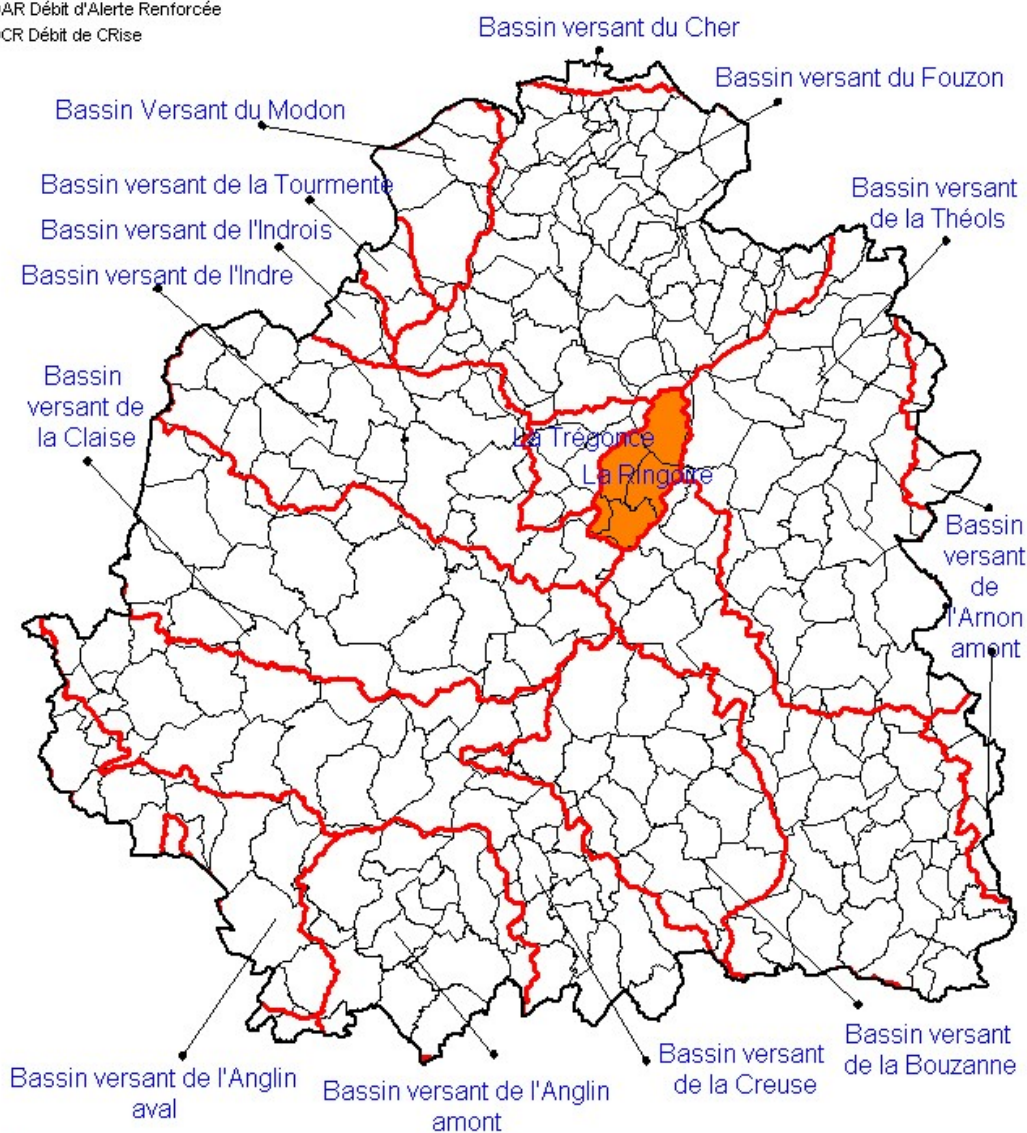 AR Débit d'Alerte Renforcée
CR Débit de CRise
Bassin versant du Cher
Bassin versant du Fouzon
Bassin Versant du Modon
Bassin versant de la Tourmente
Bassin versant
de la Théols
Bassin versant de l'Indrois
Bassin versant de l'Indre
Bassin
versant de
la Claise
La Trégonce
La Ringoire
Bassin
versant
de
l'Arnon
amont
Bassin versant de l'Anglin
aval
Bassin versant de l'Anglin
amont
Bassin versant
de la Creuse
Bassin versant
de la Bouzanne